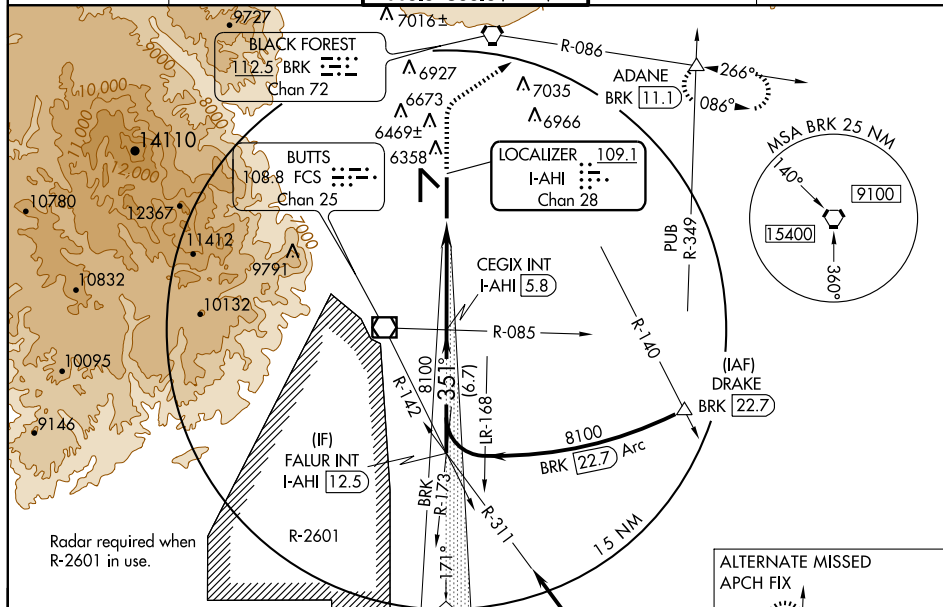 9727
7016±
BLACK FOREST
112.5 BRK
Chan 72
R-086
6927
7035
ADANE
BRK 11.1
266°
086°
10,000
9000
8000
6673
6469±
6966
6358
14110
12,000
BUTTS
108.8 FCS
Chan 25
LOCALIZER 109.1
I-AHI
Chan 28
MSA BRK 25 NM
140°
9100
15400
360°
10780
12367
7000
11412
9791
PUB
R-349
CEGIX INT
I-AHI 5.8
10832
10132
R-085
R-140
10095
8100
351°
(6.7)
R-142
LR-168
(IAF)
DRAKE
BRK 22.7
9146
(IF)
FALUR INT
I-AHI 12.5
8100
BRK 22.7 Arc
BRK
R-173
R-311
R-2601
15 NM
Radar required when
R-2601 in use.
171°
ALTERNATE MISSED
APCH FIX